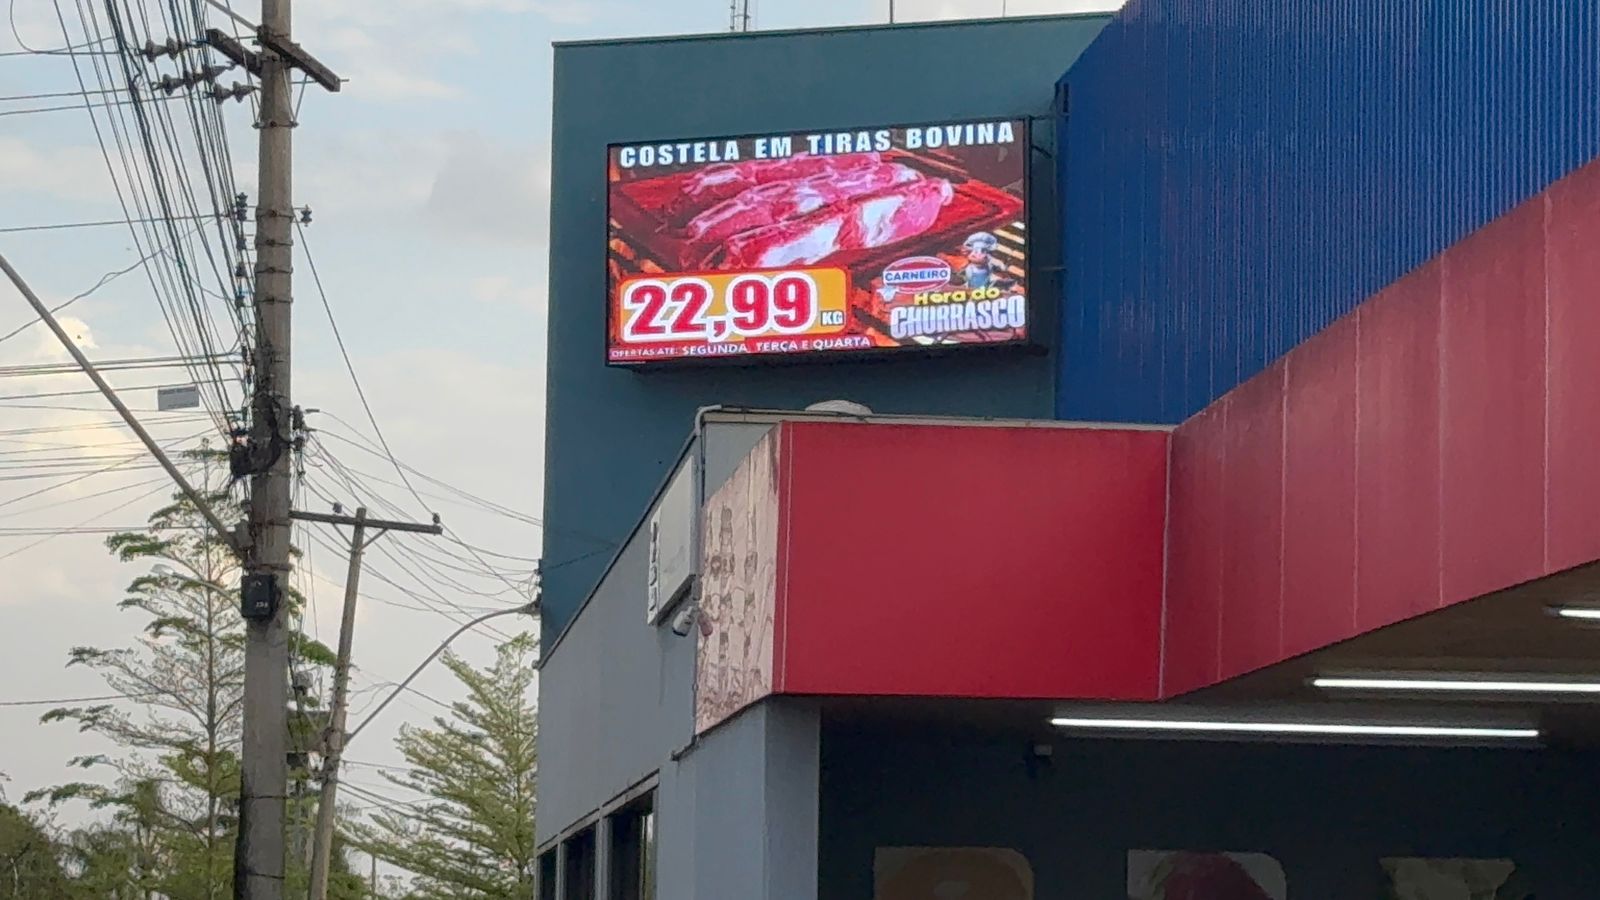 COSTELA EM TIRAS BOVINA
22,99 KG
CARNEIRO
Hora do
CHURRASCO
OFERTAS ATÉ: SEGUNDA, TERÇA E QUARTA